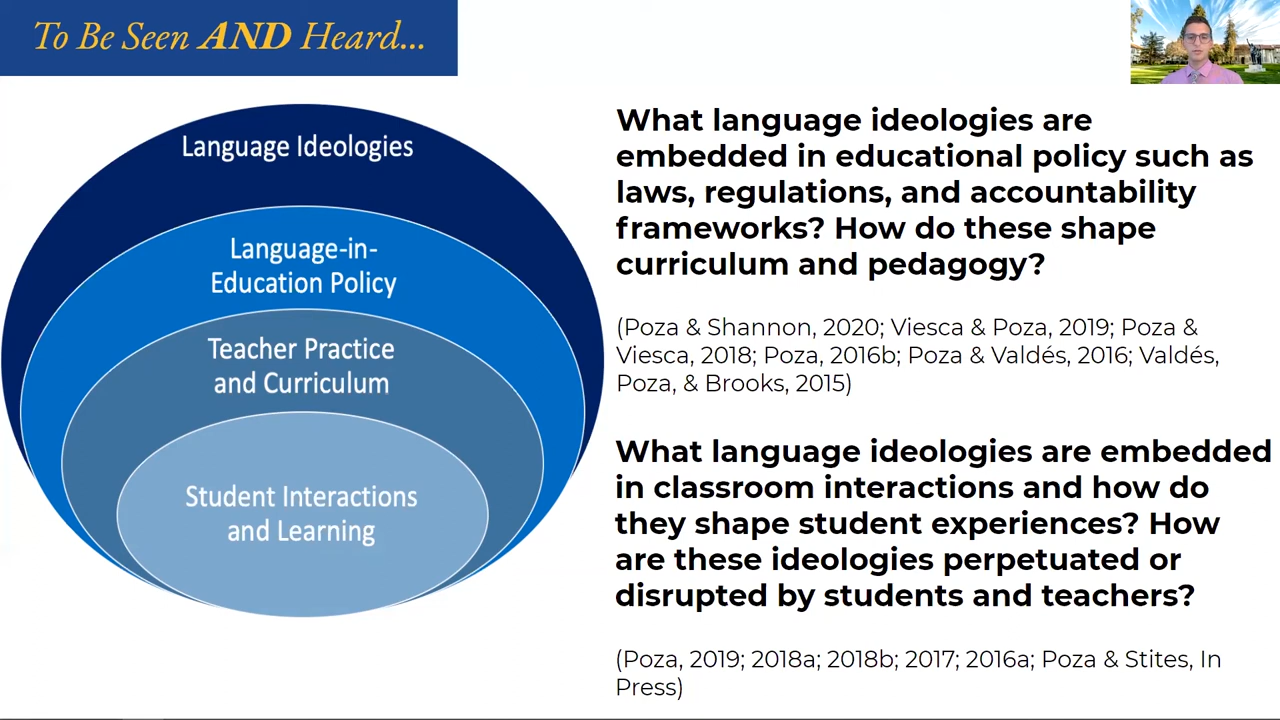 To Be Seen AND Heard...
Language Ideologies
Language-in-
Education Policy
Teacher Practice
and Curriculum
Student Interactions
and Learning
What language ideologies are
embedded in educational policy such as
laws, regulations, and accountability
frameworks? How do these shape
curriculum and pedagogy?
(Poza & Shannon, 2020; Viesca & Poza, 2019; Poza &
Viesca, 2018; Poza, 2016b; Poza & Valdés, 2016; Valdés,
Poza, & Brooks, 2015)
What language ideologies are embedded
in classroom interactions and how do
they shape student experiences? How
are these ideologies perpetuated or
disrupted by students and teachers?
(Poza, 2019; 2018a; 2018b; 2017; 2016a; Poza & Stites, In
Press)